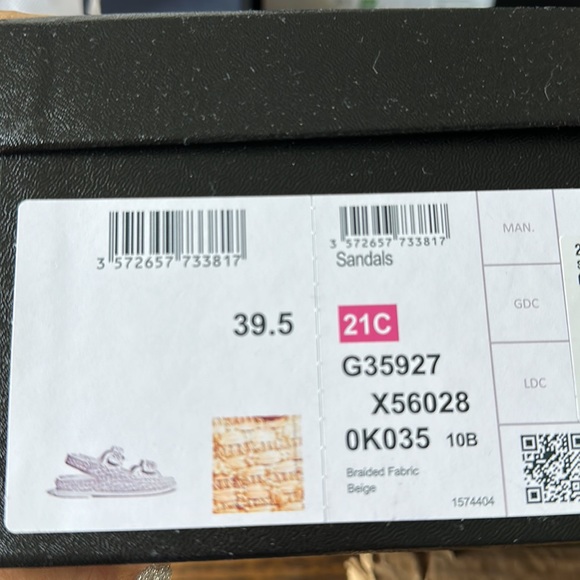 3 572657 733817
39.5
3 572657 733817
Sandals
21C
G35927
X56028
0K035 10B
Braided Fabric
Beige
1574404
MAN.
GDC
LDC